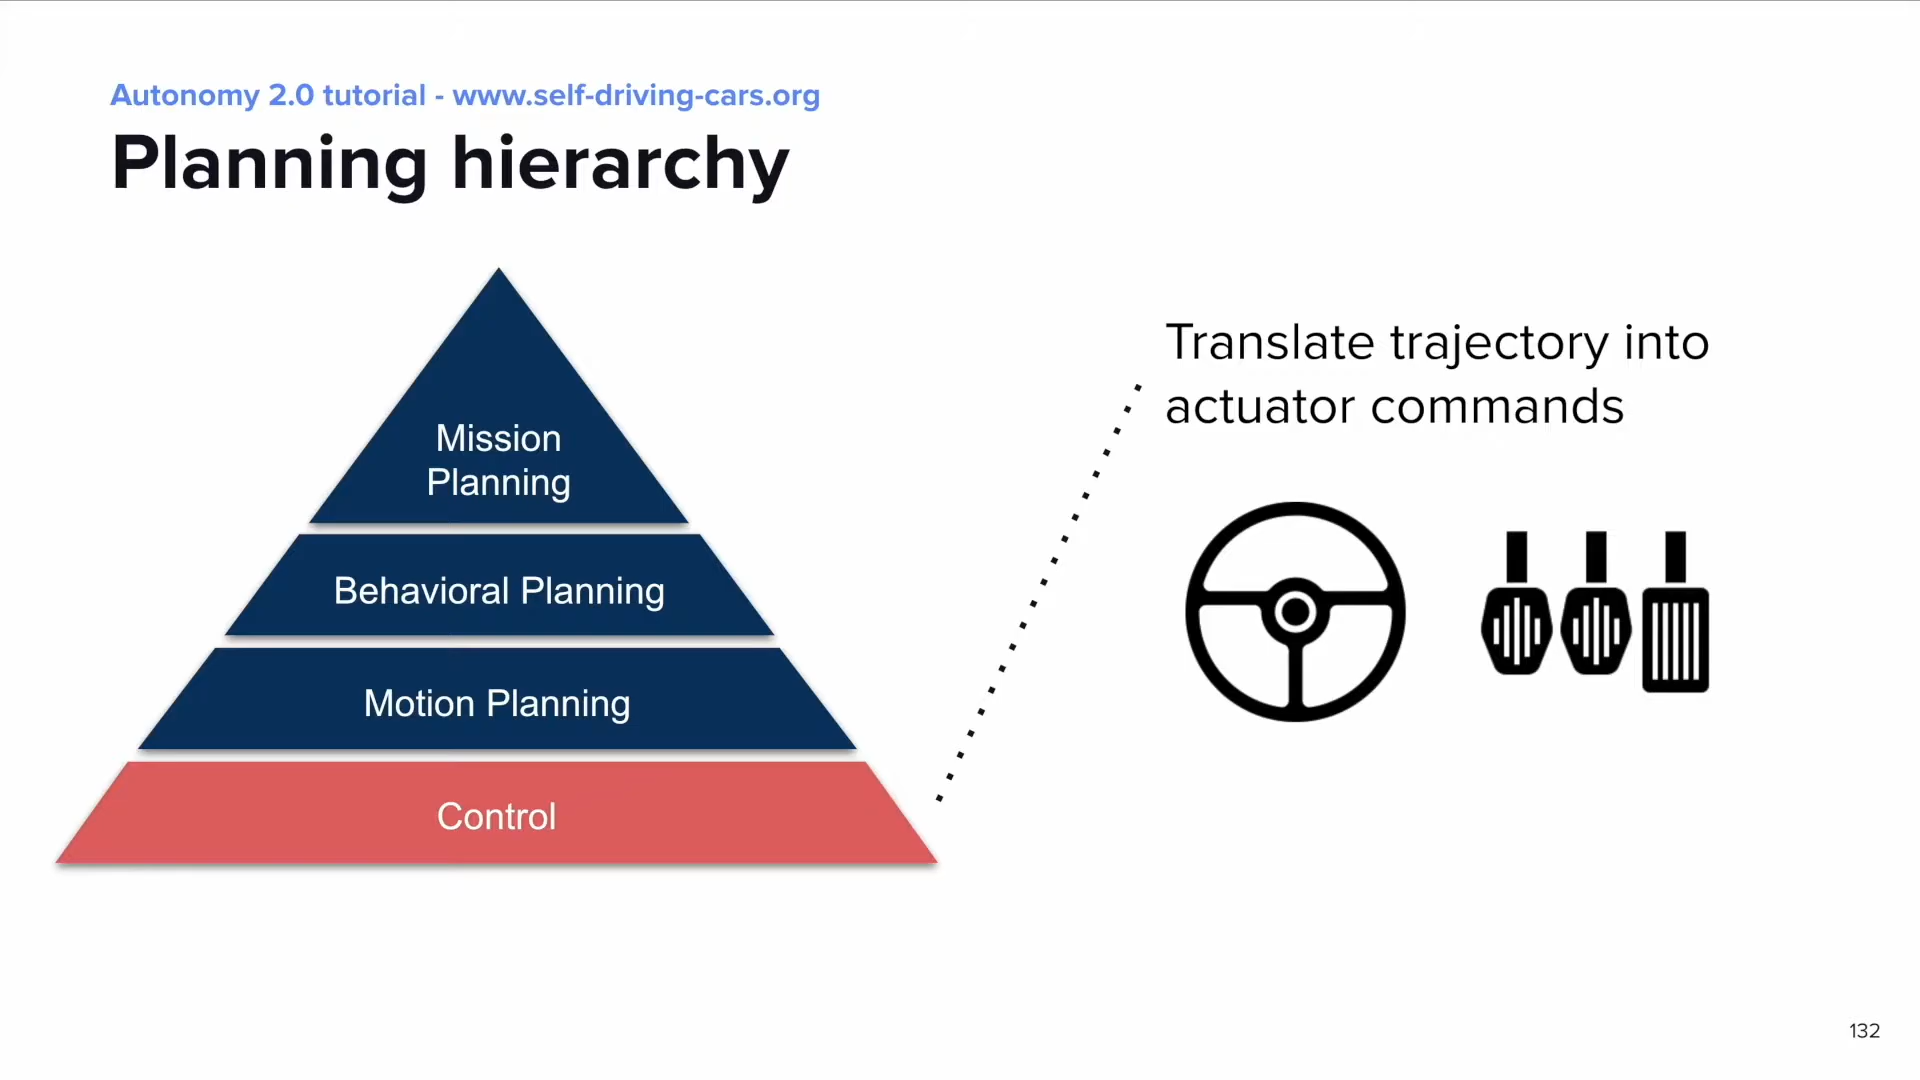 Autonomy 2.0 tutorial - www.self-driving-cars.org
Planning hierarchy
Mission
Planning
Behavioral Planning
Motion Planning
Control
Translate trajectory into
actuator commands
132